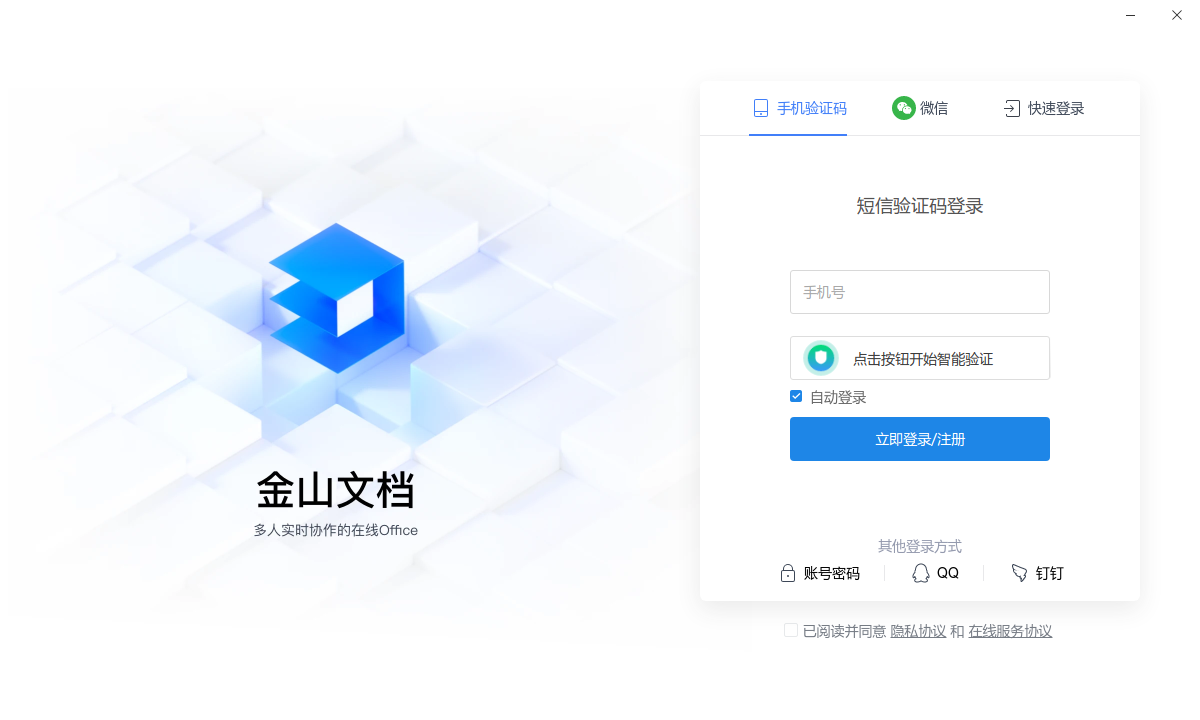 手机验证码 微信 快速登录
短信验证码登录
手机号
点击按钮开始智能验证
自动登录
立即登录/注册
金山文档
多人实时协作的在线Office
其他登录方式
账号密码 QQ 钉钉
已阅读并同意 隐私协议 和 在线服务协议